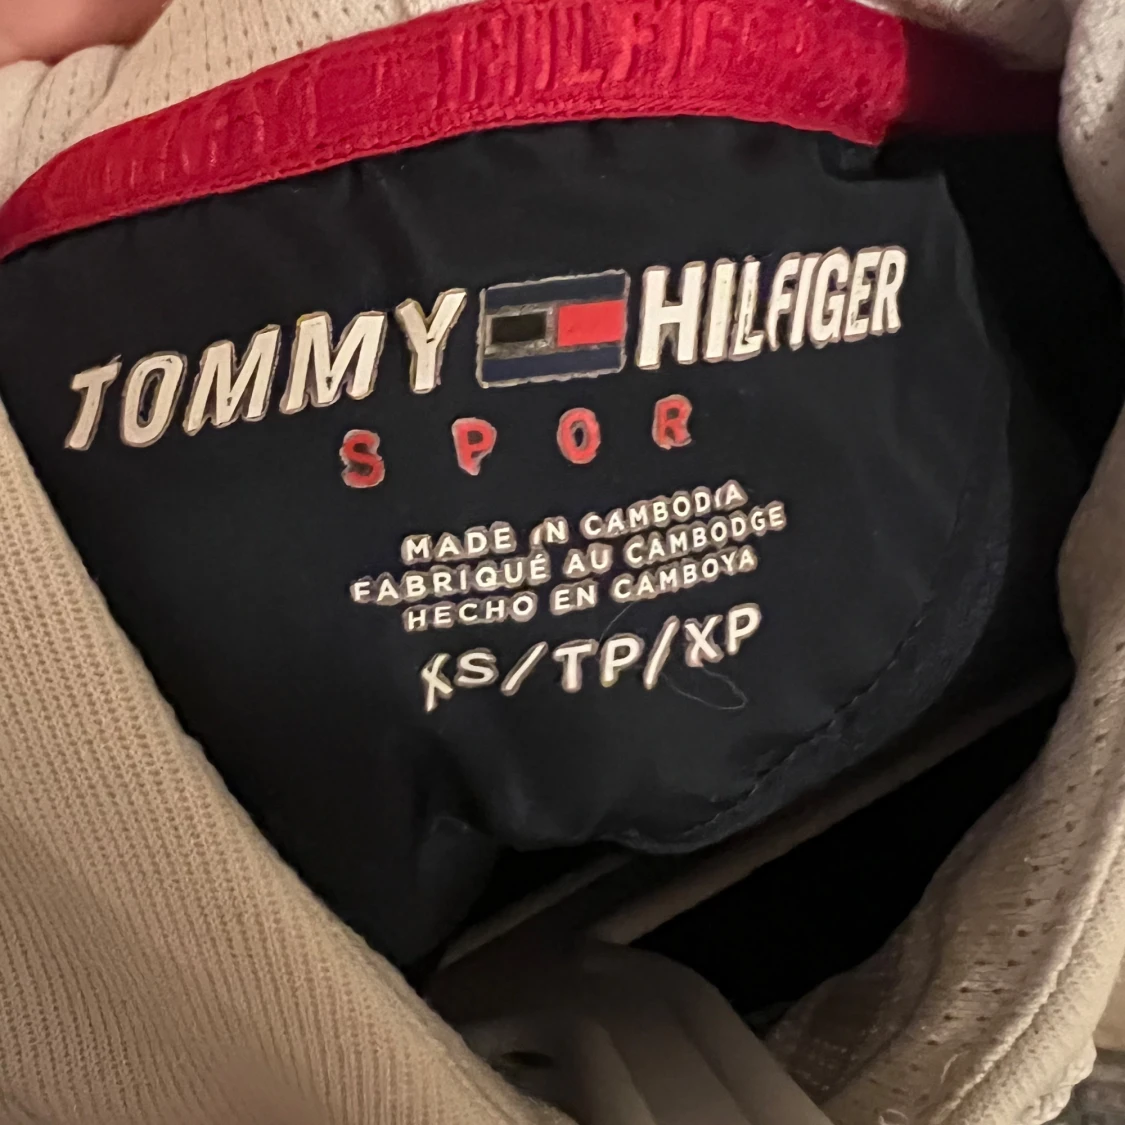 TOMMY HILFIGER
SPOR
MADE IN CAMBODIA
FABRIQUÉ AU CAMBODGE
HECHO EN CAMBOYA
XS/TP/XP